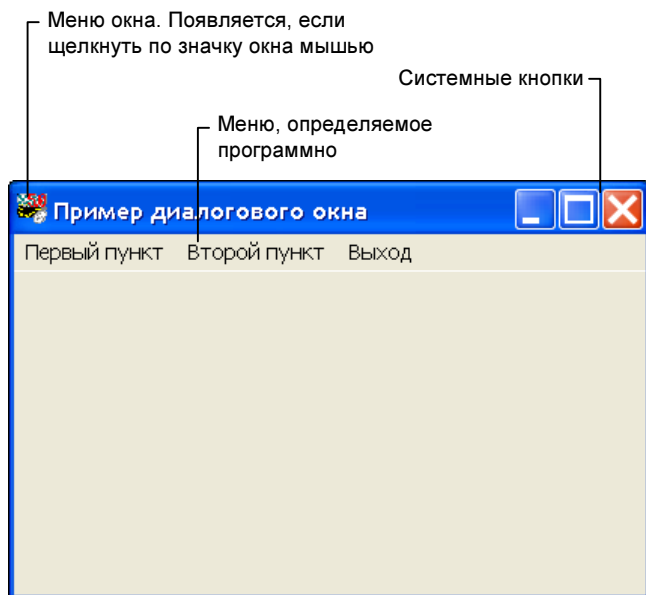 Меню окна. Появляется, если
щелкнуть по значку окна мышью
Системные кнопки
Меню, определяемое
программно
Пример диалогового окна
Первый пункт Второй пункт Выход